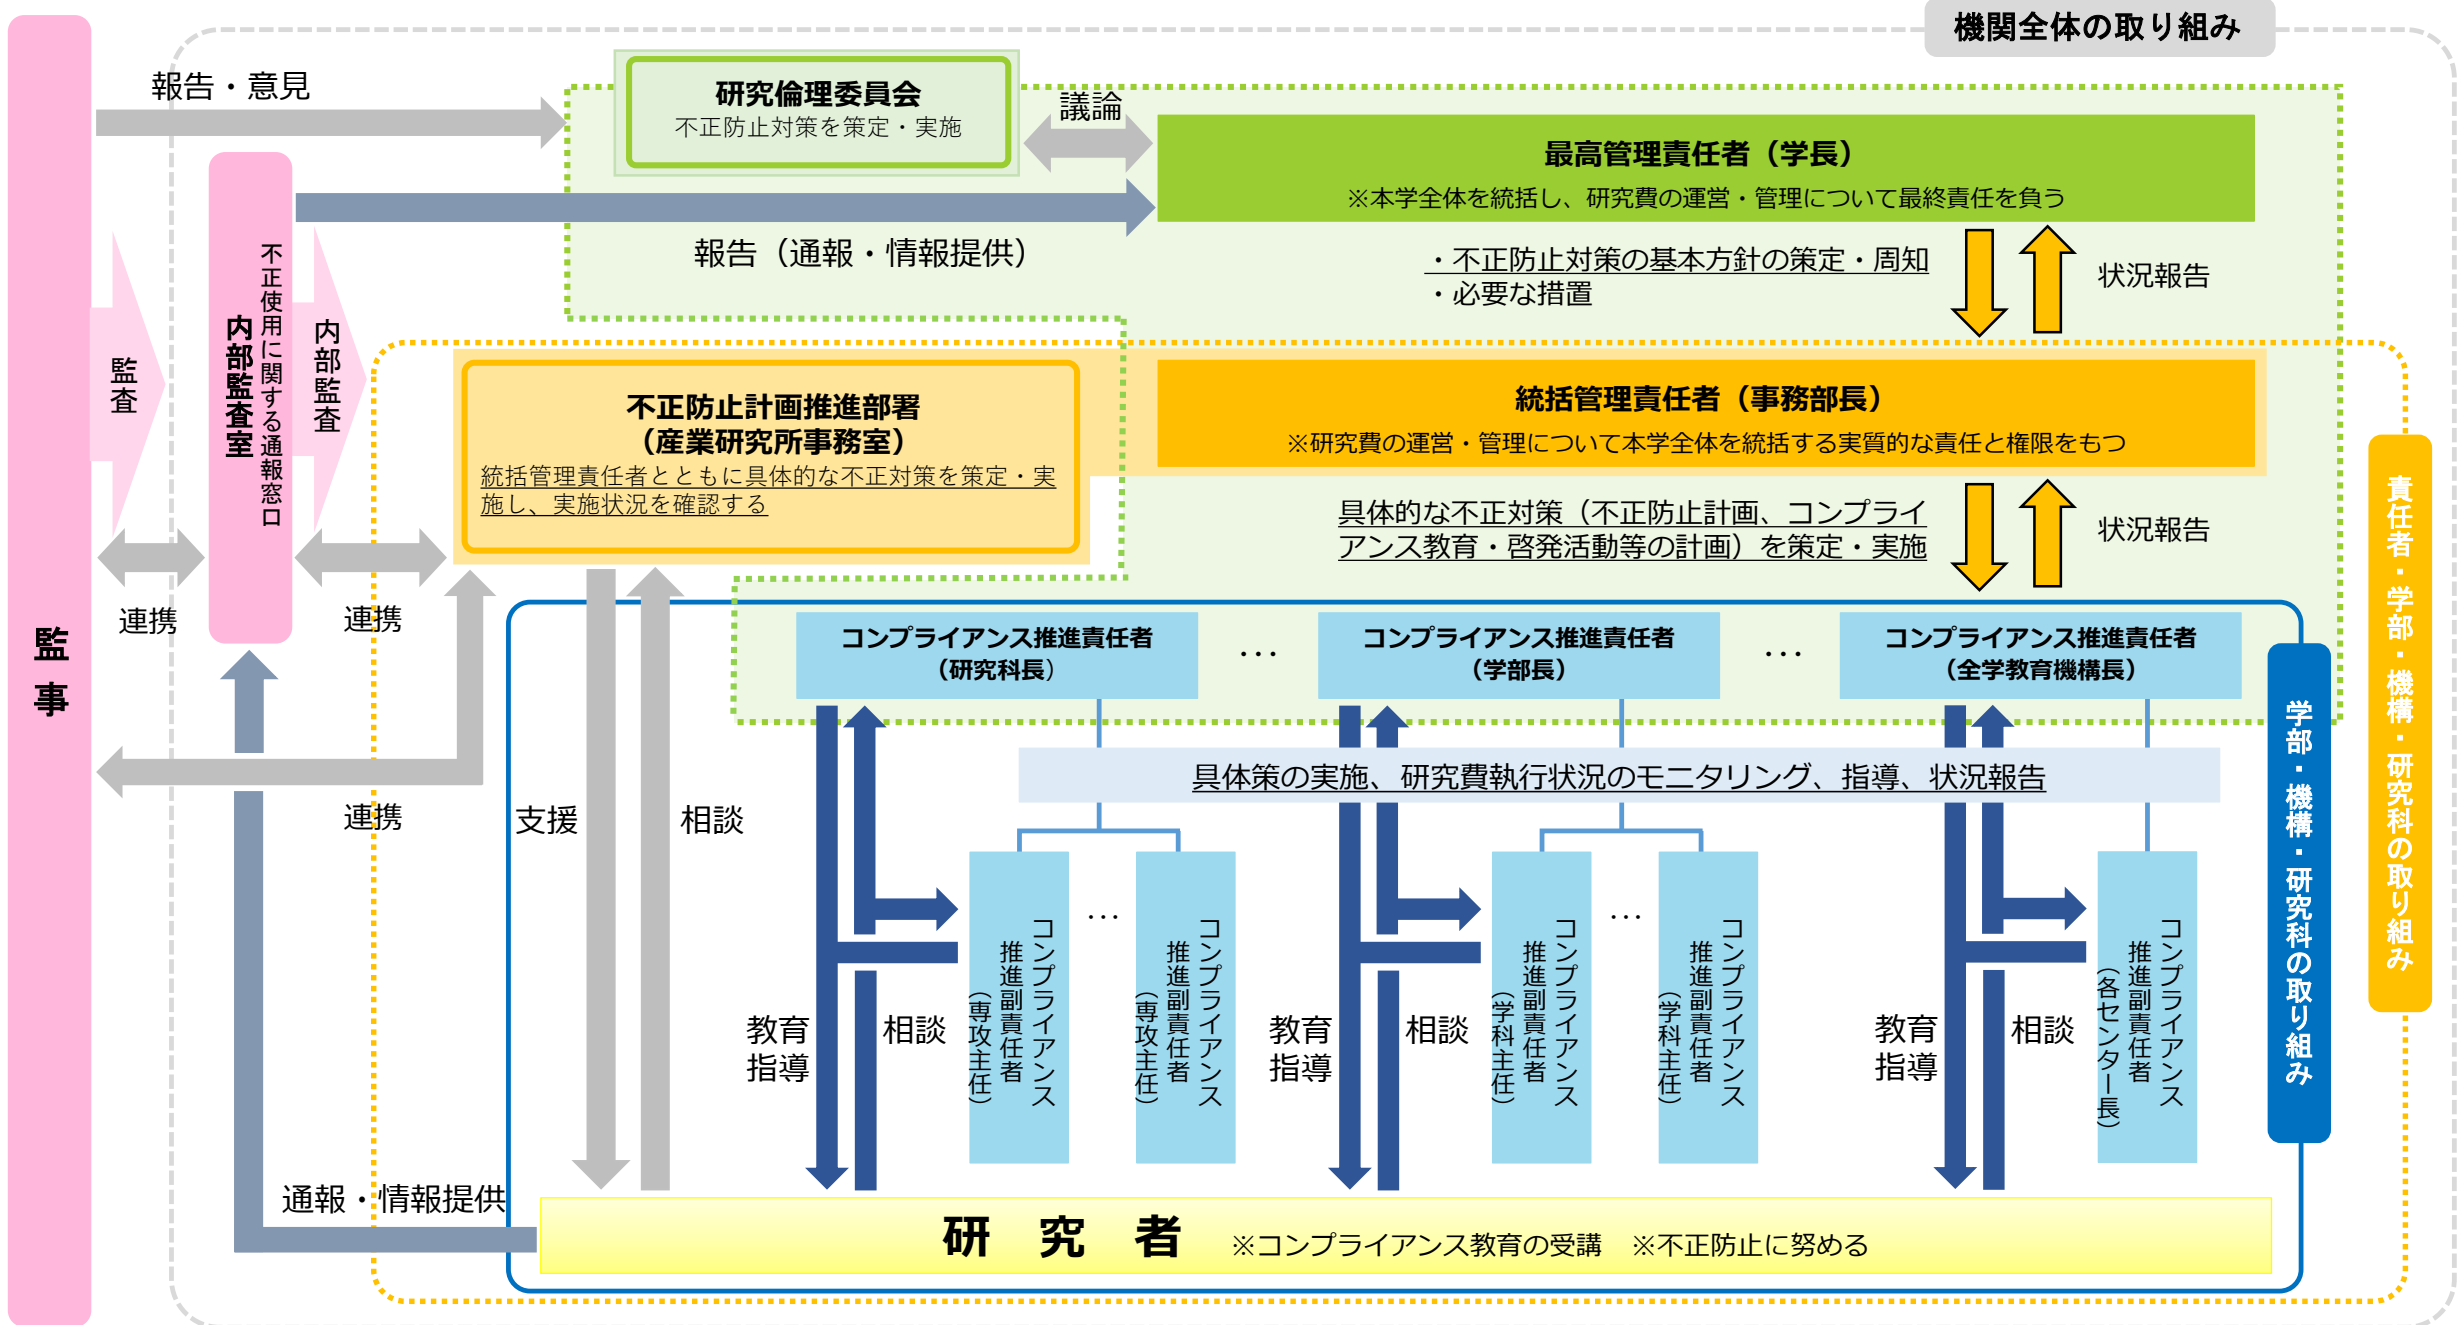 機関全体の取り組み
報告・意見
研究倫理委員会
不正防止対策を策定・実施
議論
最高管理責任者（学長）
※本学全体を統括し、研究費の運営・管理について最終責任を負う
報告（通報・情報提供）
・不正防止対策の基本方針の策定・周知
・必要な措置
状況報告
監事
監査
内部監査室
不正使用に関する通報窓口
内部監査
不正防止計画推進部署
（産業研究所事務室）
統括管理責任者とともに具体的な不正対策を策定・実
施し、実施状況を確認する
統括管理責任者（事務部長）
※研究費の運営・管理について本学全体を統括する実質的な責任と権限をもつ
具体的な不正対策（不正防止計画、コンプライ
アンス教育・啓発活動等の計画）を策定・実施
状況報告
責任者・学部・機構・研究科の取り組み
連携
連携
連携
コンプライアンス推進責任者
（研究科長）
…
コンプライアンス推進責任者
（学部長）
…
コンプライアンス推進責任者
（全学教育機構長）
学部・機構・研究科の取り組み
具体策の実施、研究費執行状況のモニタリング、指導、状況報告
支援
相談
教育
指導
相談
コンプライアンス
推進副責任者
（専攻主任）
…
コンプライアンス
推進副責任者
（専攻主任）
教育
指導
相談
コンプライアンス
推進副責任者
（学科主任）
…
コンプライアンス
推進副責任者
（学科主任）
教育
指導
相談
コンプライアンス
推進副責任者
（各センター長）
通報・情報提供
研 究 者 ※コンプライアンス教育の受講 ※不正防止に努める